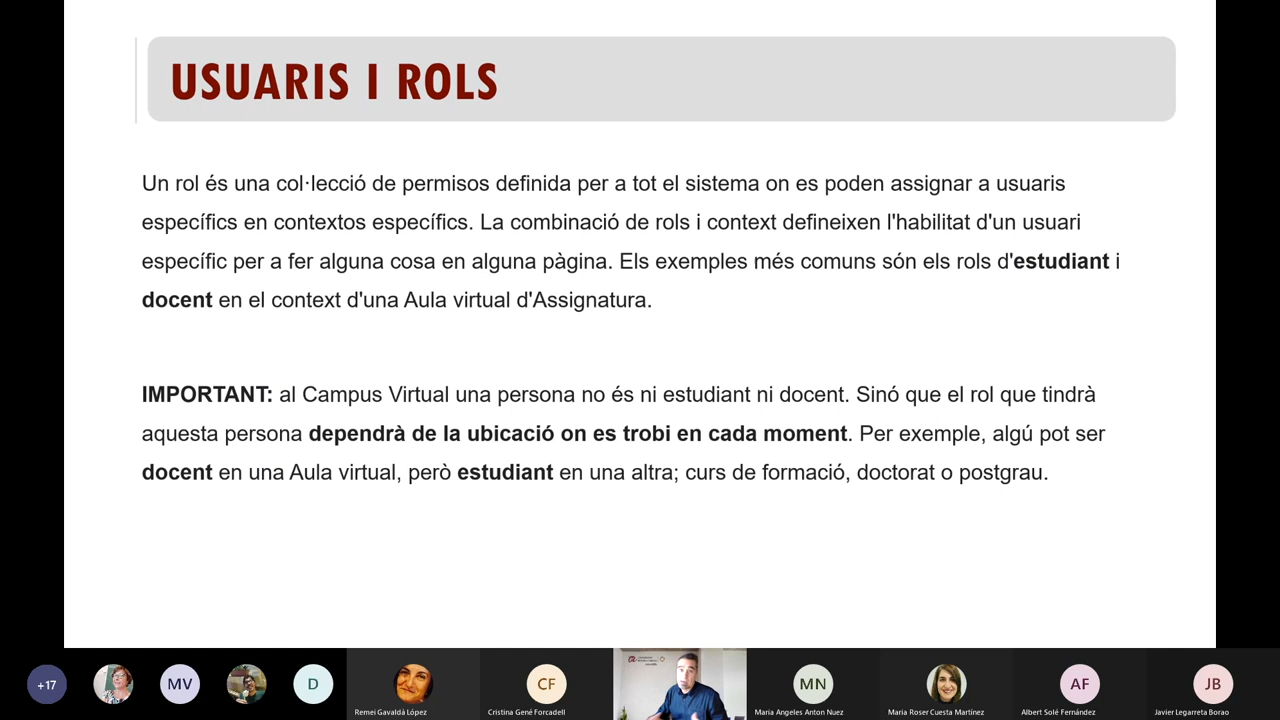 USUARIS I ROLS
Un rol és una col·lecció de permisos definida per a tot el sistema on es poden assignar a usuaris
específics en contextos específics. La combinació de rols i context defineixen l'habilitat d'un usuari
específic per a fer alguna cosa en alguna pàgina. Els exemples més comuns són els rols d'estudiant i
docent en el context d'una Aula virtual d'Assignatura.
IMPORTANT: al Campus Virtual una persona no és ni estudiant ni docent. Sinó que el rol que tindrà
aquesta persona dependrà de la ubicació on es trobi en cada moment. Per exemple, algú pot ser
docent en una Aula virtual, però estudiant en una altra; curs de formació, doctorat o postgrau.
+17
MV
D
Remei Gavaldà López
CF
Cristina Gené Forcadell
MN
Maria Angeles Anton Nuez
Maria Roser Cuesta Martínez
AF
Albert Solé Fernández
JB
Javier Legarreta Borao